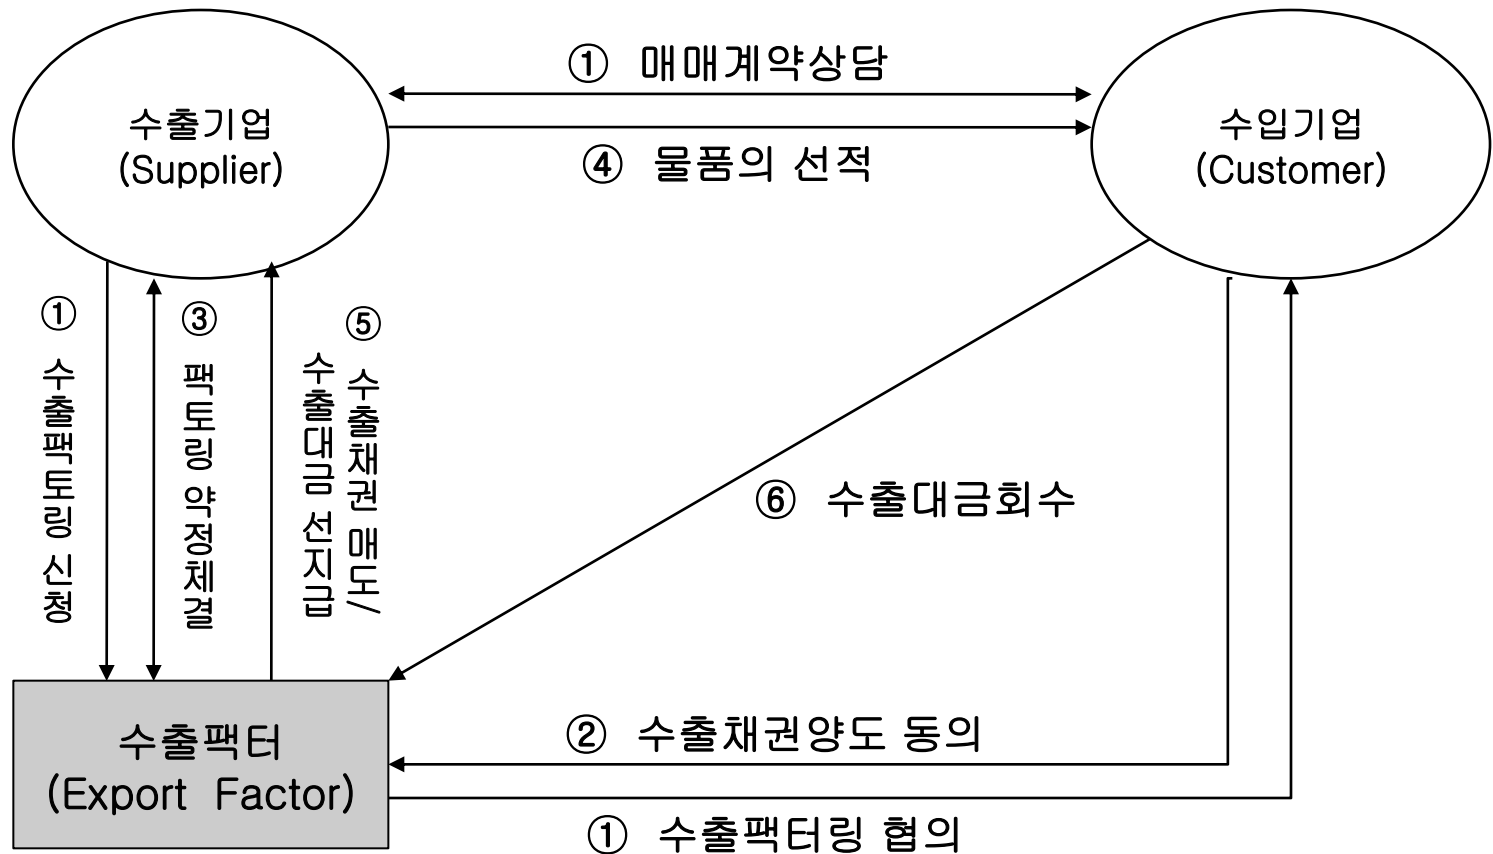 ① 매매계약상담
수출기업
(Supplier)
수입기업
(Customer)
④ 물품의 선적
① 수출팩토링 신청
③ 팩토링 약정체결
⑤ 수출채권 매도/
수출대금 선지급
⑥ 수출대금회수
② 수출채권양도 동의
수출팩터
(Export Factor)
① 수출팩터링 협의